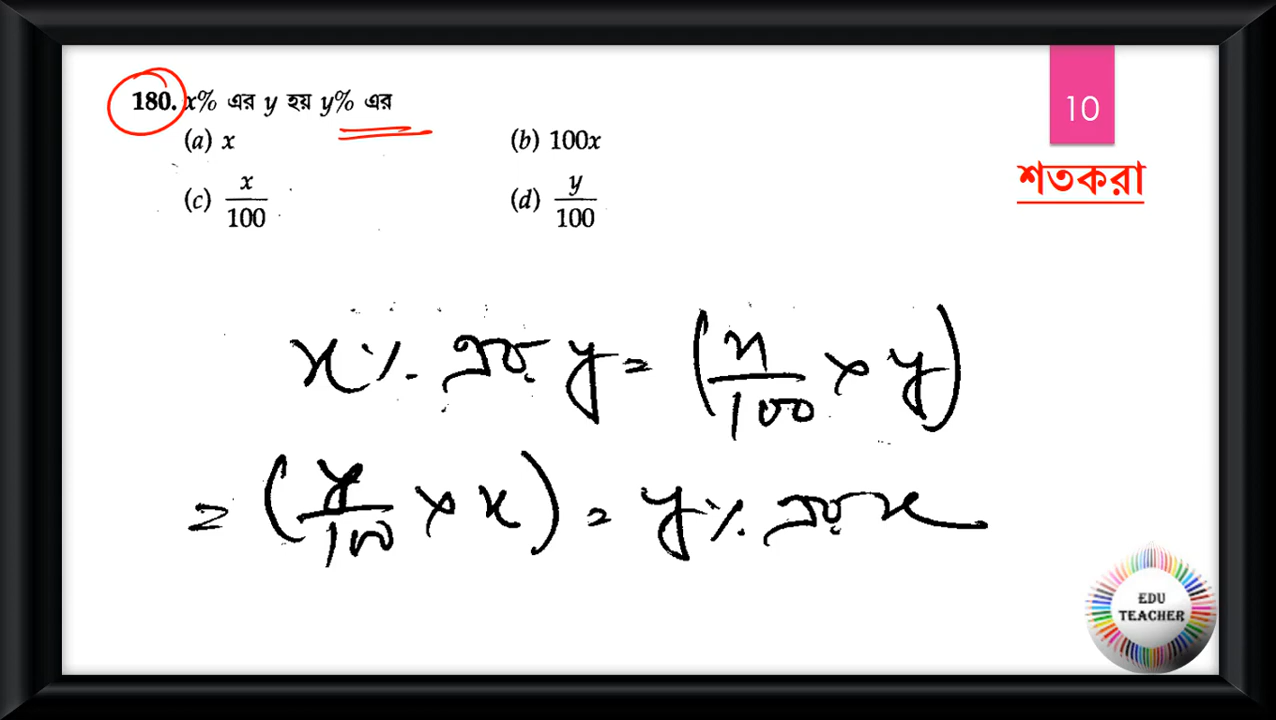 180. x% এর y হয় y% এর
(a) x (b) 100x
(c) x/100 (d) y/100
10
শতকরা
x% এর y = (x/100 × y)
= (y/100 × x) = y% এর x
EDU
TEACHER